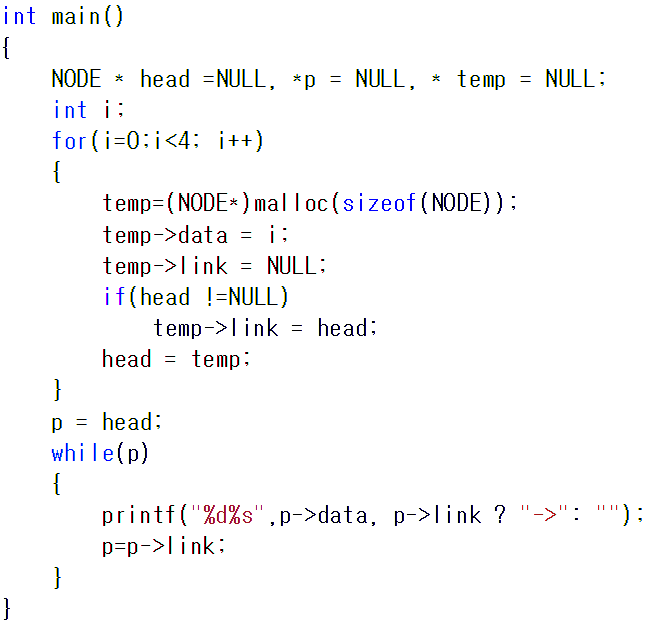 int main()
{
NODE * head =NULL, *p = NULL, * temp = NULL;
int i;
for(i=0;i<4; i++)
{
temp=(NODE*)malloc(sizeof(NODE));
temp->data = i;
temp->link = NULL;
if(head !=NULL)
temp->link = head;
head = temp;
}
p = head;
while(p)
{
printf("%d%s",p->data, p->link ? "->": "");
p=p->link;
}
}